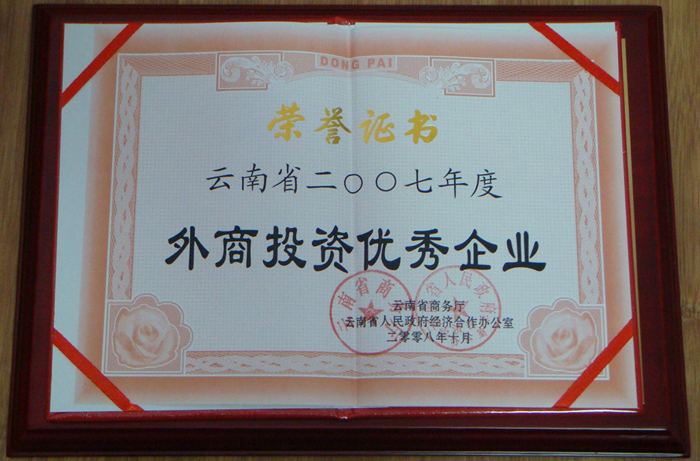 DONG PAI
荣誉证书
云南省二〇〇七年度
外商投资优秀企业
云南省商务厅
云南省人民政府经济合作办公室
二零零八年十月